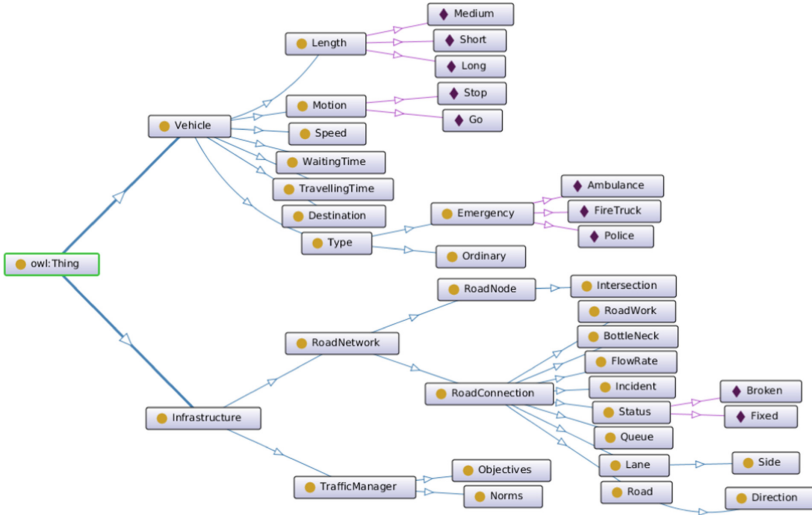 Medium
Length
Short
Long
Stop
Motion
Go
Vehicle
Speed
WaitingTime
TravellingTime
Ambulance
Destination
Emergency
FireTruck
Police
Type
Ordinary
owl:Thing
RoadNode
Intersection
RoadWork
RoadNetwork
BottleNeck
FlowRate
RoadConnection
Incident
Broken
Infrastructure
Status
Fixed
Queue
Lane
Side
Objectives
TrafficManager
Road
Norms
Direction